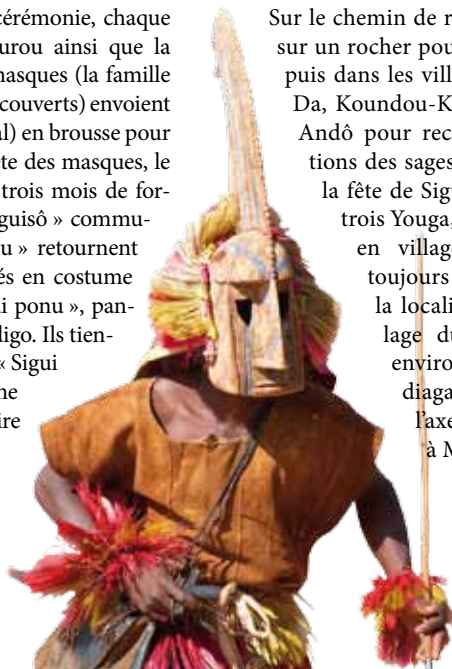 cérémonie, chaque
urou ainsi que la
masques (la famille
couverts) envoient
al) en brousse pour
te des masques, le
trois mois de for-
guisô » commu-
u » retournent
és en costume
i ponu », pan-
ligo. Ils tien-
« Sigui
ne
ire
Sur le chemin de r
sur un rocher pou
puis dans les vill
Da, Koundou-K
Andô pour rec
tions des sages
la fête de Sigu
trois Youga,
en village
toujours
la locali
lage du
environ
diaga
l'axe
à M